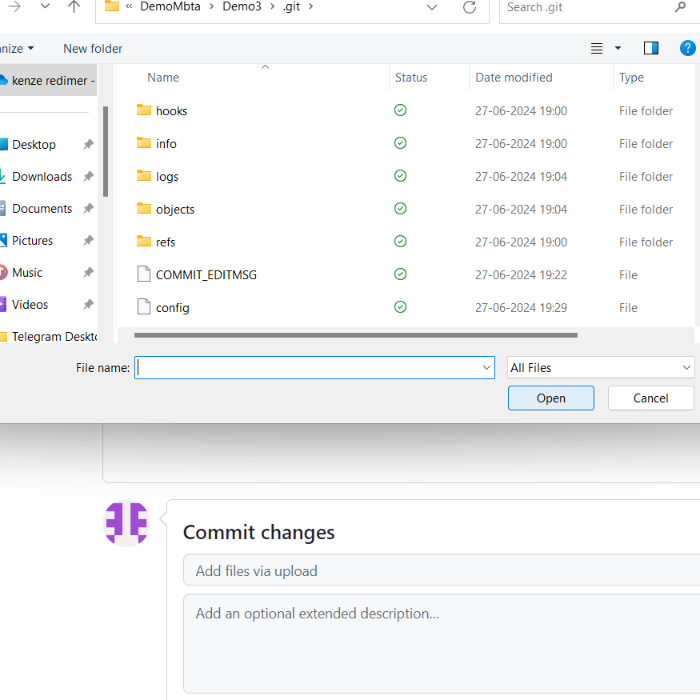 « DemoMbta › Demo3 › .git ›
Search .git
New folder
?
kenze redimer -
Name Status Date modified Type
hooks 27-06-2024 19:00 File folder
Desktop
info 27-06-2024 19:00 File folder
Downloads
logs 27-06-2024 19:04 File folder
Documents
objects 27-06-2024 19:04 File folder
Pictures
refs 27-06-2024 19:00 File folder
Music
COMMIT_EDITMSG 27-06-2024 19:22 File
Videos
config 27-06-2024 19:29 File
Telegram Deskt
File name:
All Files
Open
Cancel
Commit changes
Add files via upload
Add an optional extended description...